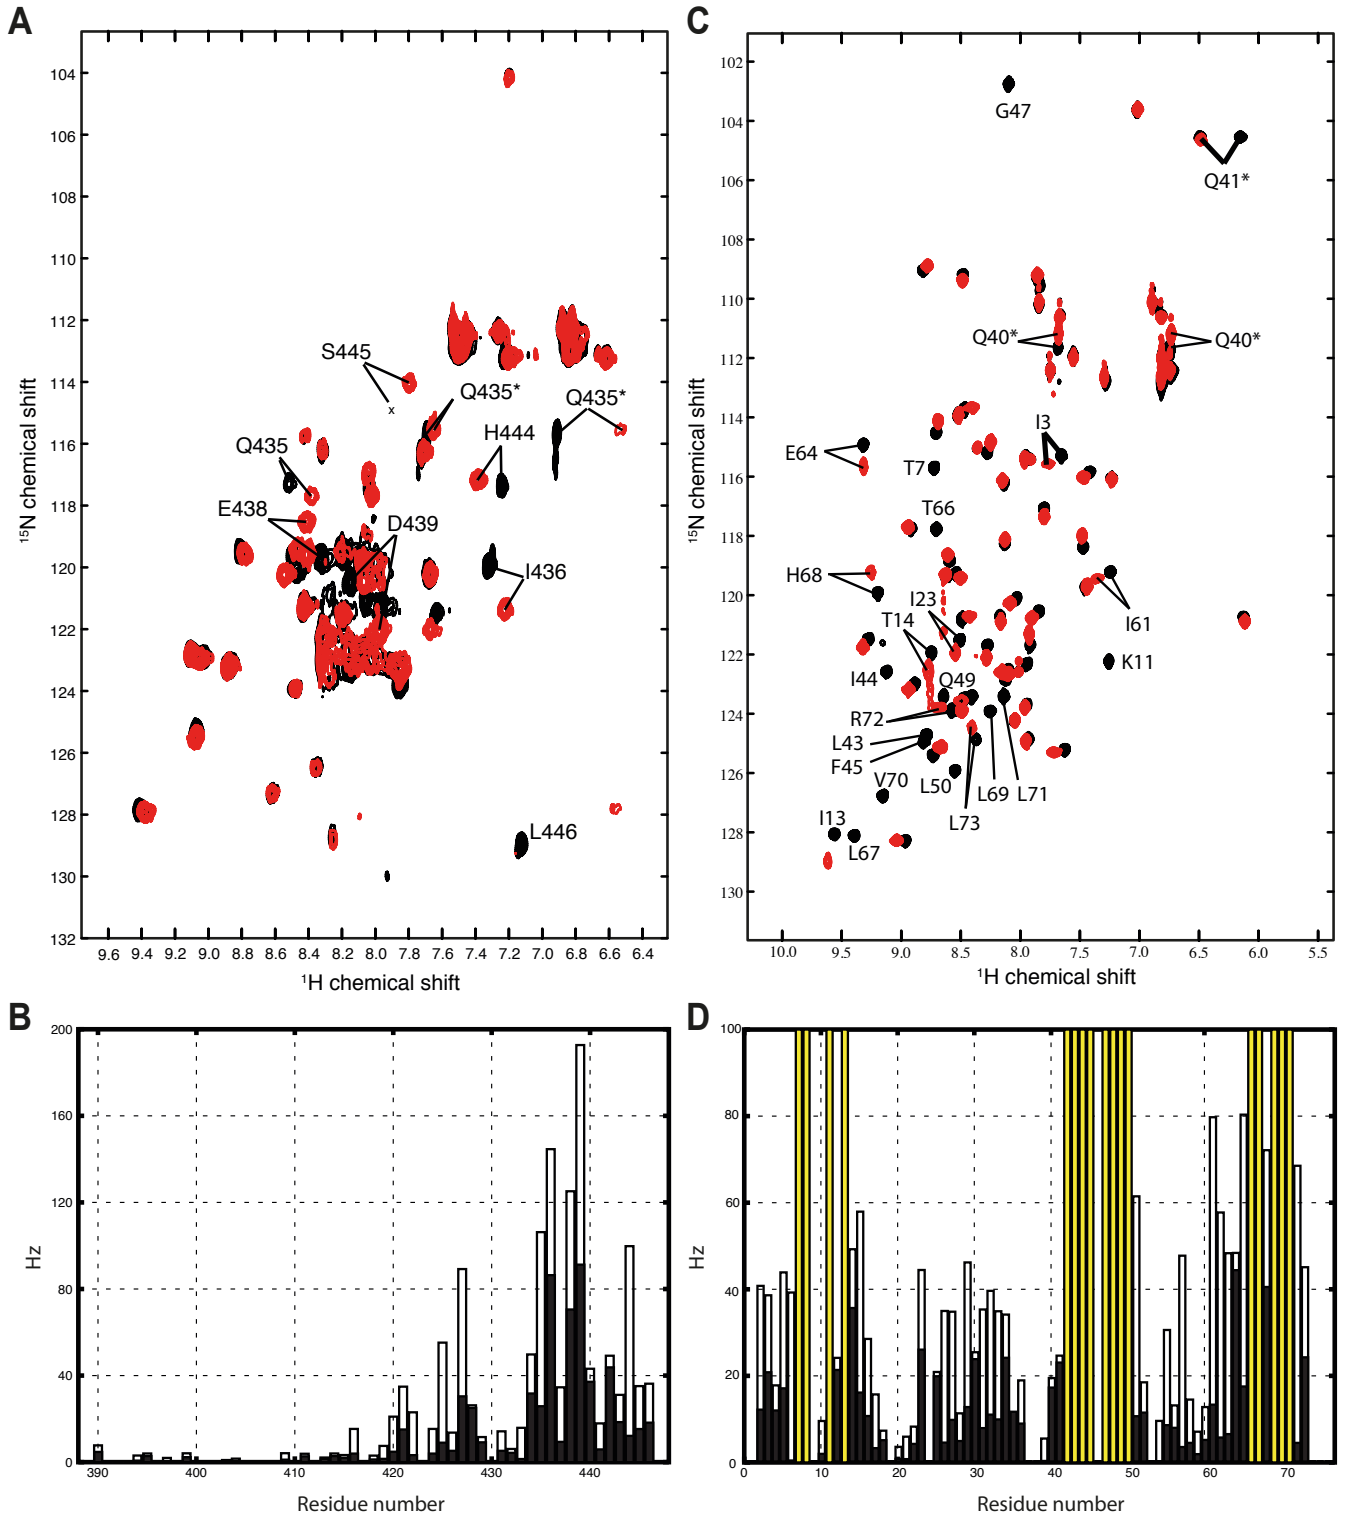 A
104
106
108
110
112
114
116
118
120
122
124
126
128
130
132
15N chemical shift
S445
x
Q435*
Q435*
Q435
H444
E438
D439
I436
L446
9.6 9.4 9.2 9.0 8.8 8.6 8.4 8.2 8.0 7.8 7.6 7.4 7.2 7.0 6.8 6.6 6.4
1H chemical shift
C
102
104
106
108
110
112
114
116
118
120
122
124
126
128
130
15N chemical shift
G47
Q41*
Q40*
Q40*
I3
E64
T7
T66
H68
I23
T14
I61
K11
I44
Q49
R72
L43
F45
V70
L50
L69
L71
L73
I13
L67
10.0 9.5 9.0 8.5 8.0 7.5 7.0 6.5 6.0 5.5
1H chemical shift
B
200
160
120
80
40
0
Hz
390 400 410 420 430 440
Residue number
D
100
80
60
40
20
0
Hz
0 10 20 30 40 50 60 70
Residue number